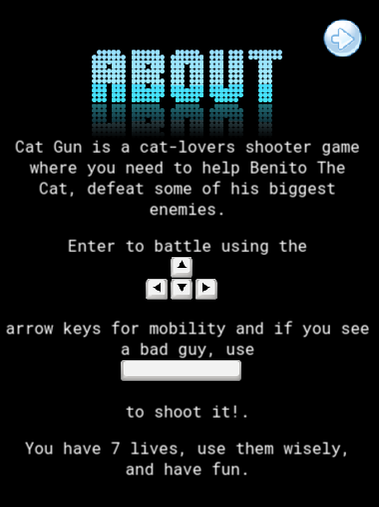 ABOUT
Cat Gun is a cat-lovers shooter game
where you need to help Benito The
Cat, defeat some of his biggest
enemies.
Enter to battle using the
arrow keys for mobility and if you see
a bad guy, use
to shoot it!.
You have 7 lives, use them wisely,
and have fun.